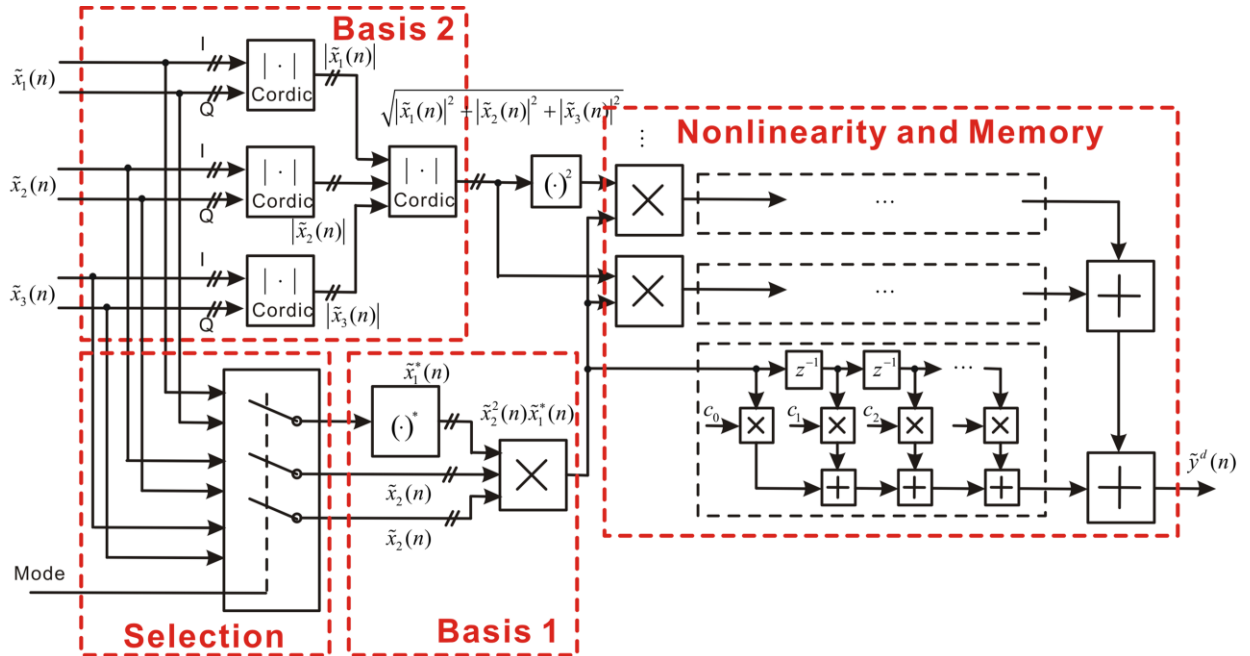 Basis 2
I
x̃₁(n)
Q
| · |
Cordic
|x̃₁(n)|
√(|x̃₁(n)|² + |x̃₂(n)|² + |x̃₃(n)|²)
I
x̃₂(n)
Q
| · |
Cordic
|x̃₂(n)|
| · |
Cordic
(·)²
I
x̃₃(n)
Q
| · |
Cordic
|x̃₃(n)|
Nonlinearity and Memory
⋮
×
...
...
×
...
...
+
z⁻¹
z⁻¹
...
c₀
×
c₁
×
c₂
×
×
+
+
+
+
ỹᵈ(n)
x̃₁*(n)
(·)*
x̃₂²(n)x̃₁*(n)
×
x̃₂(n)
x̃₂(n)
Mode
Selection
Basis 1